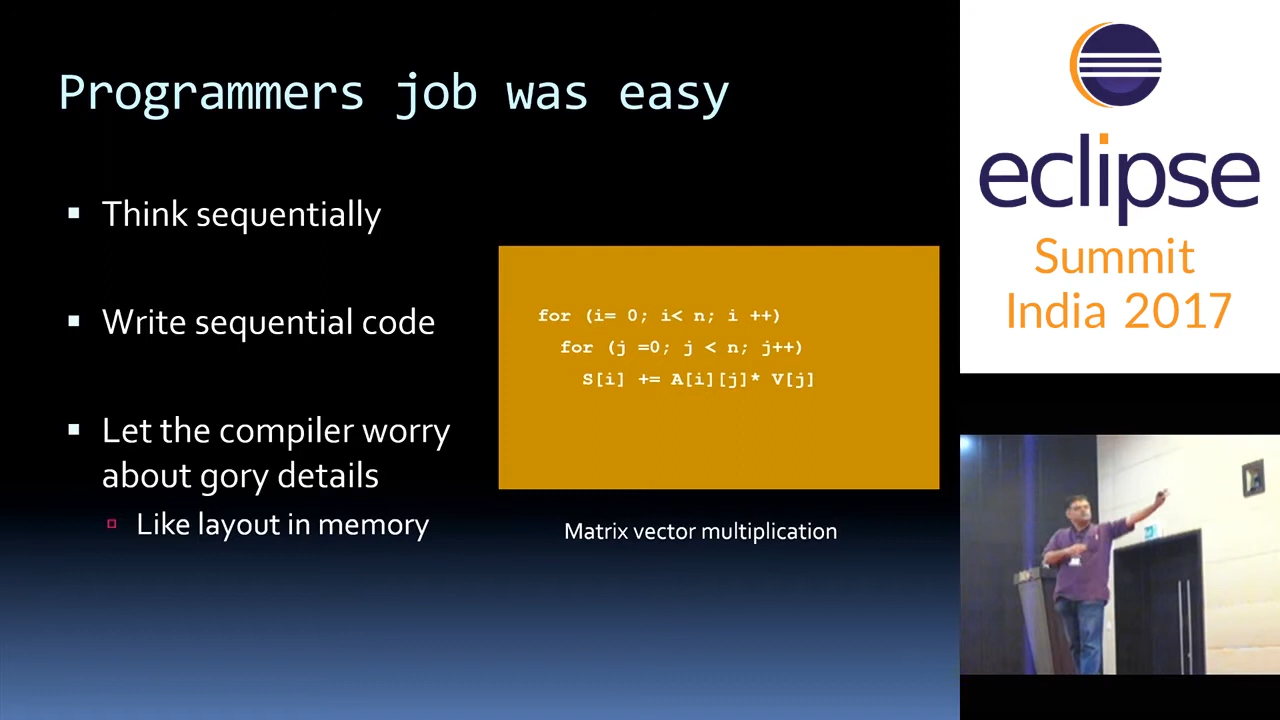 Programmers job was easy
Think sequentially
Write sequential code
Let the compiler worry
about gory details
Like layout in memory
for (i= 0; i< n; i ++)
for (j =0; j < n; j++)
S[i] += A[i][j]* V[j]
Matrix vector multiplication
eclipse
Summit
India 2017